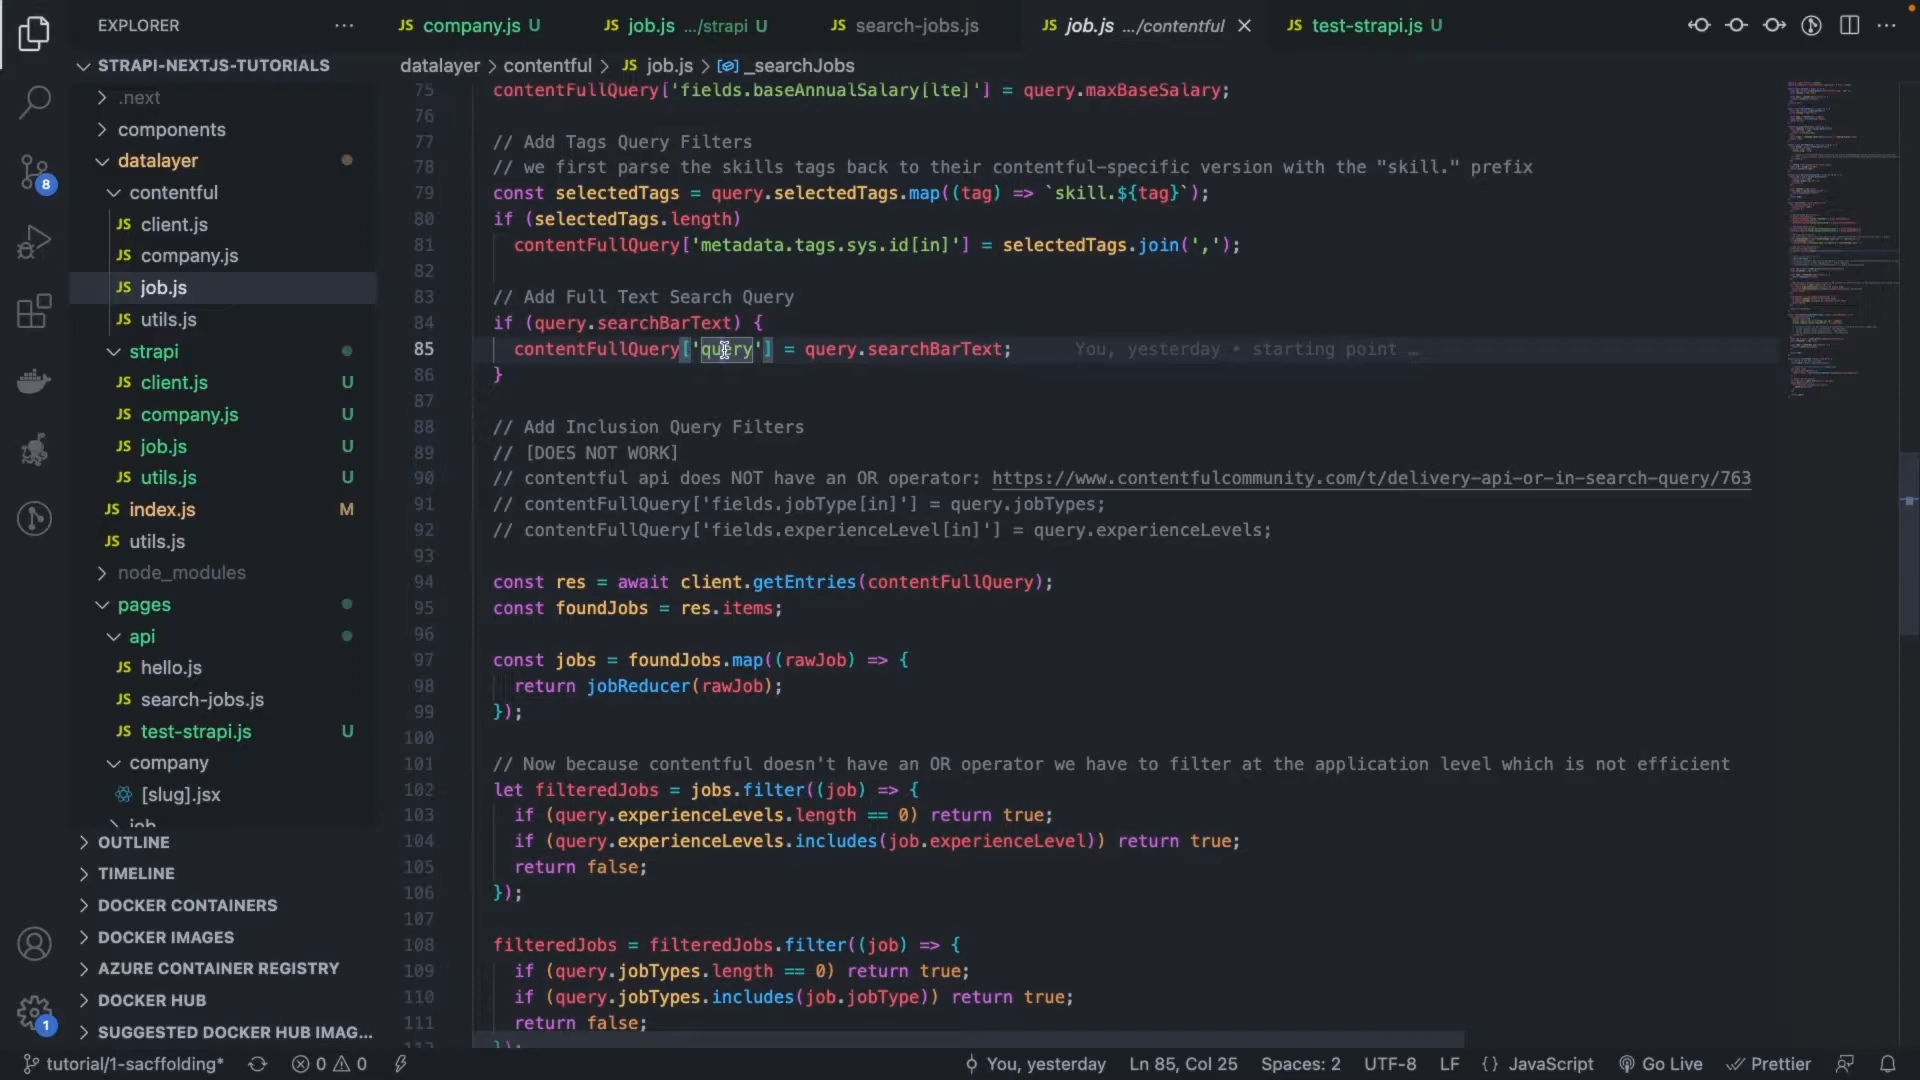 EXPLORER
company.js U
job.js .../strapi U
search-jobs.js
job.js .../contentful
test-strapi.js U
STRAPI-NEXTJS-TUTORIALS
datalayer > contentful > JS job.js > _searchJobs
.next
components
datalayer
contentful
JS client.js
JS company.js
JS job.js
JS utils.js
strapi
JS client.js U
JS company.js U
JS job.js U
JS utils.js U
JS index.js M
JS utils.js
node_modules
pages
api
JS hello.js
JS search-jobs.js
JS test-strapi.js U
company
[slug].jsx
job
OUTLINE
TIMELINE
DOCKER CONTAINERS
DOCKER IMAGES
AZURE CONTAINER REGISTRY
DOCKER HUB
SUGGESTED DOCKER HUB IMAG...
8
1
75 contentFullQuery['fields.baseAnnualSalary[lte]'] = query.maxBaseSalary;
76
77 // Add Tags Query Filters
78 // we first parse the skills tags back to their contentful-specific version with the "skill." prefix
79 const selectedTags = query.selectedTags.map((tag) => `skill.${tag}`);
80 if (selectedTags.length)
81 contentFullQuery['metadata.tags.sys.id[in]'] = selectedTags.join(',');
82
83 // Add Full Text Search Query
84 if (query.searchBarText) {
85 contentFullQuery['query'] = query.searchBarText; You, yesterday • starting point …
86 }
87
88 // Add Inclusion Query Filters
89 // [DOES NOT WORK]
90 // contentful api does NOT have an OR operator: https://www.contentfulcommunity.com/t/delivery-api-or-in-search-query/763
91 // contentFullQuery['fields.jobType[in]'] = query.jobTypes;
92 // contentFullQuery['fields.experienceLevel[in]'] = query.experienceLevels;
93
94 const res = await client.getEntries(contentFullQuery);
95 const foundJobs = res.items;
96
97 const jobs = foundJobs.map((rawJob) => {
98 return jobReducer(rawJob);
99 });
100
101 // Now because contentful doesn't have an OR operator we have to filter at the application level which is not efficient
102 let filteredJobs = jobs.filter((job) => {
103 if (query.experienceLevels.length == 0) return true;
104 if (query.experienceLevels.includes(job.experienceLevel)) return true;
105 return false;
106 });
107
108 filteredJobs = filteredJobs.filter((job) => {
109 if (query.jobTypes.length == 0) return true;
110 if (query.jobTypes.includes(job.jobType)) return true;
111 return false;
112 });
tutorial/1-sacffolding* 0 0 You, yesterday Ln 85, Col 25 Spaces: 2 UTF-8 LF {} JavaScript Go Live Prettier